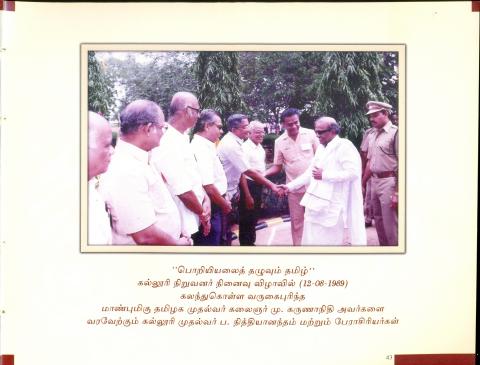 "பொறியியலைத் தழுவும் தமிழ்"
கல்லூரி நிறுவனர் நினைவு விழாவில் (12-08-1989)
கலந்துகொள்ள வருகைபுரிந்த
மாண்புமிகு தமிழக முதல்வர் கலைஞர் மு. கருணாநிதி அவர்களை
வரவேற்கும் கல்லூரி முதல்வர் ப. நித்தியானந்தம் மற்றும் பேராசிரியர்கள்
43